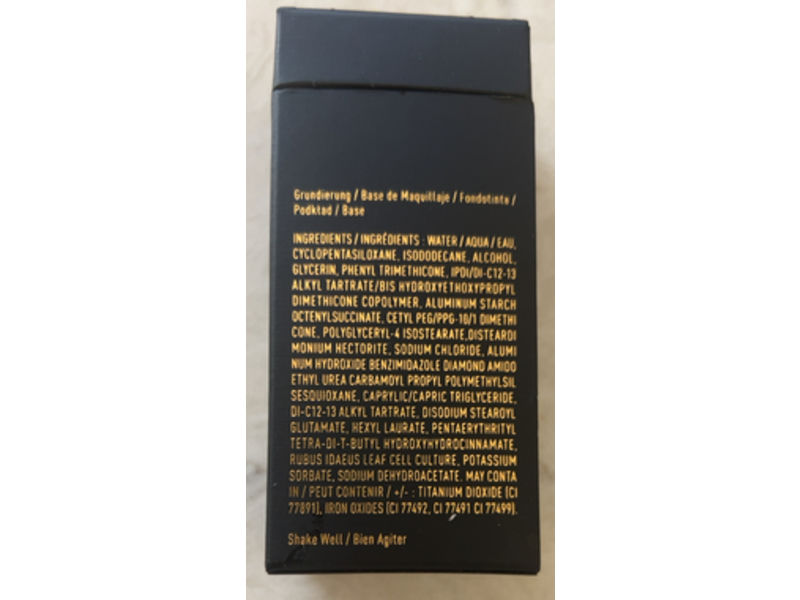 Grundierung / Base de Maquillaje / Fondotinta /
Podkład / Base
INGREDIENTS / INGRÉDIENTS : WATER / AQUA / EAU,
CYCLOPENTASILOXANE, ISODODECANE, ALCOHOL,
GLYCERIN, PHENYL TRIMETHICONE, IPDI/DI-C12-13
ALKYL TARTRATE/BIS HYDROXYETHOXYPROPYL
DIMETHICONE COPOLYMER, ALUMINUM STARCH
OCTENYLSUCCINATE, CETYL PEG/PPG-10/1 DIMETHI
CONE, POLYGLYCERYL-4 ISOSTEARATE,DISTEARDI
MONIUM HECTORITE, SODIUM CHLORIDE, ALUMI
NUM HYDROXIDE BENZIMIDAZOLE DIAMOND AMIDO
ETHYL UREA CARBAMOYL PROPYL POLYMETHYLSIL
SESQUIOXANE, CAPRYLIC/CAPRIC TRIGLYCERIDE,
DI-C12-13 ALKYL TARTRATE, DISODIUM STEAROYL
GLUTAMATE, HEXYL LAURATE, PENTAERYTHRITYL
TETRA-DI-T-BUTYL HYDROXYHYDROCINNAMATE,
RUBUS IDAEUS LEAF CELL CULTURE, POTASSIUM
SORBATE, SODIUM DEHYDROACETATE. MAY CONTA
IN / PEUT CONTENIR / +/- : TITANIUM DIOXIDE (CI
77891), IRON OXIDES (CI 77492, CI 77491 CI 77499).
Shake Well / Bien Agiter